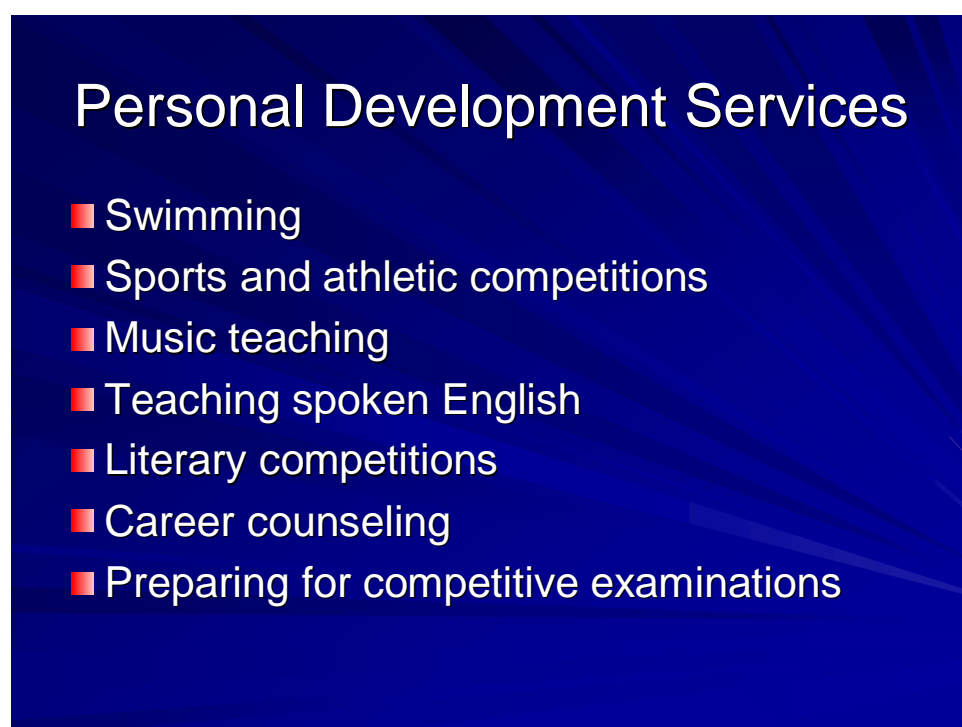 Personal Development Services
Swimming
Sports and athletic competitions
Music teaching
Teaching spoken English
Literary competitions
Career counseling
Preparing for competitive examinations